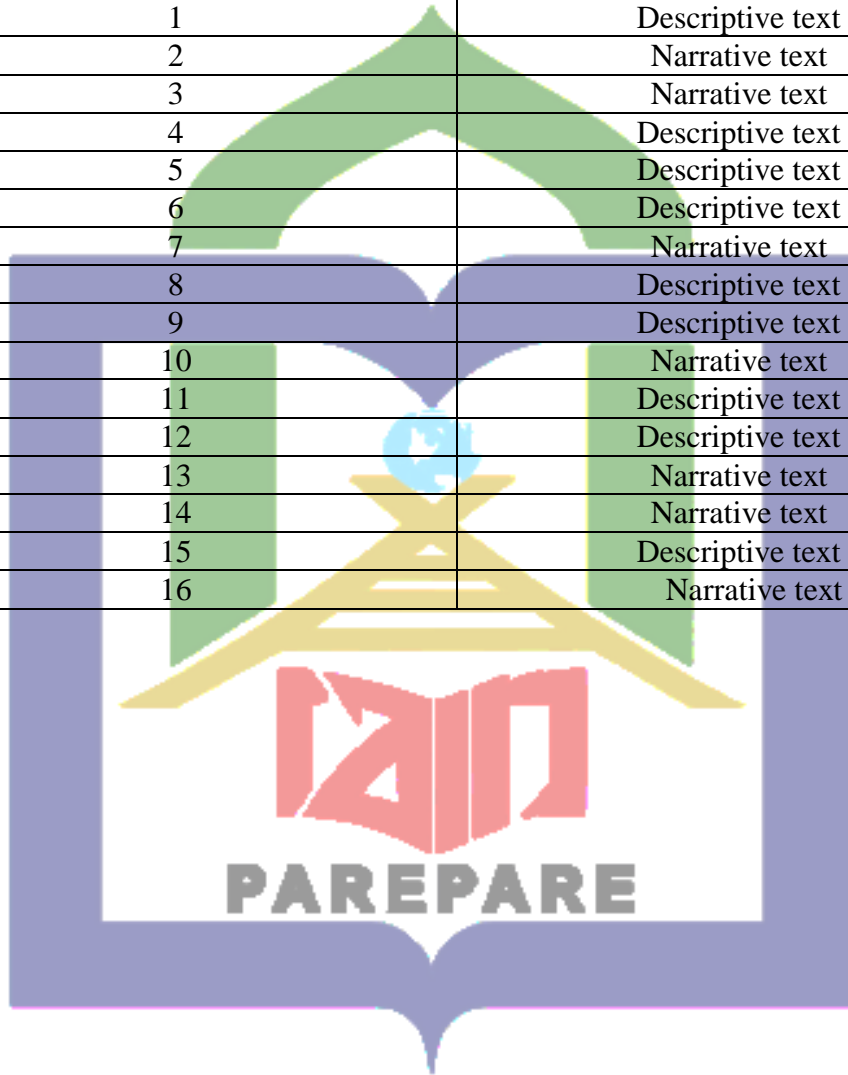 1 Descriptive text
2 Narrative text
3 Narrative text
4 Descriptive text
5 Descriptive text
6 Descriptive text
7 Narrative text
8 Descriptive text
9 Descriptive text
10 Narrative text
11 Descriptive text
12 Descriptive text
13 Narrative text
14 Narrative text
15 Descriptive text
16 Narrative text
iain
PAREPARE